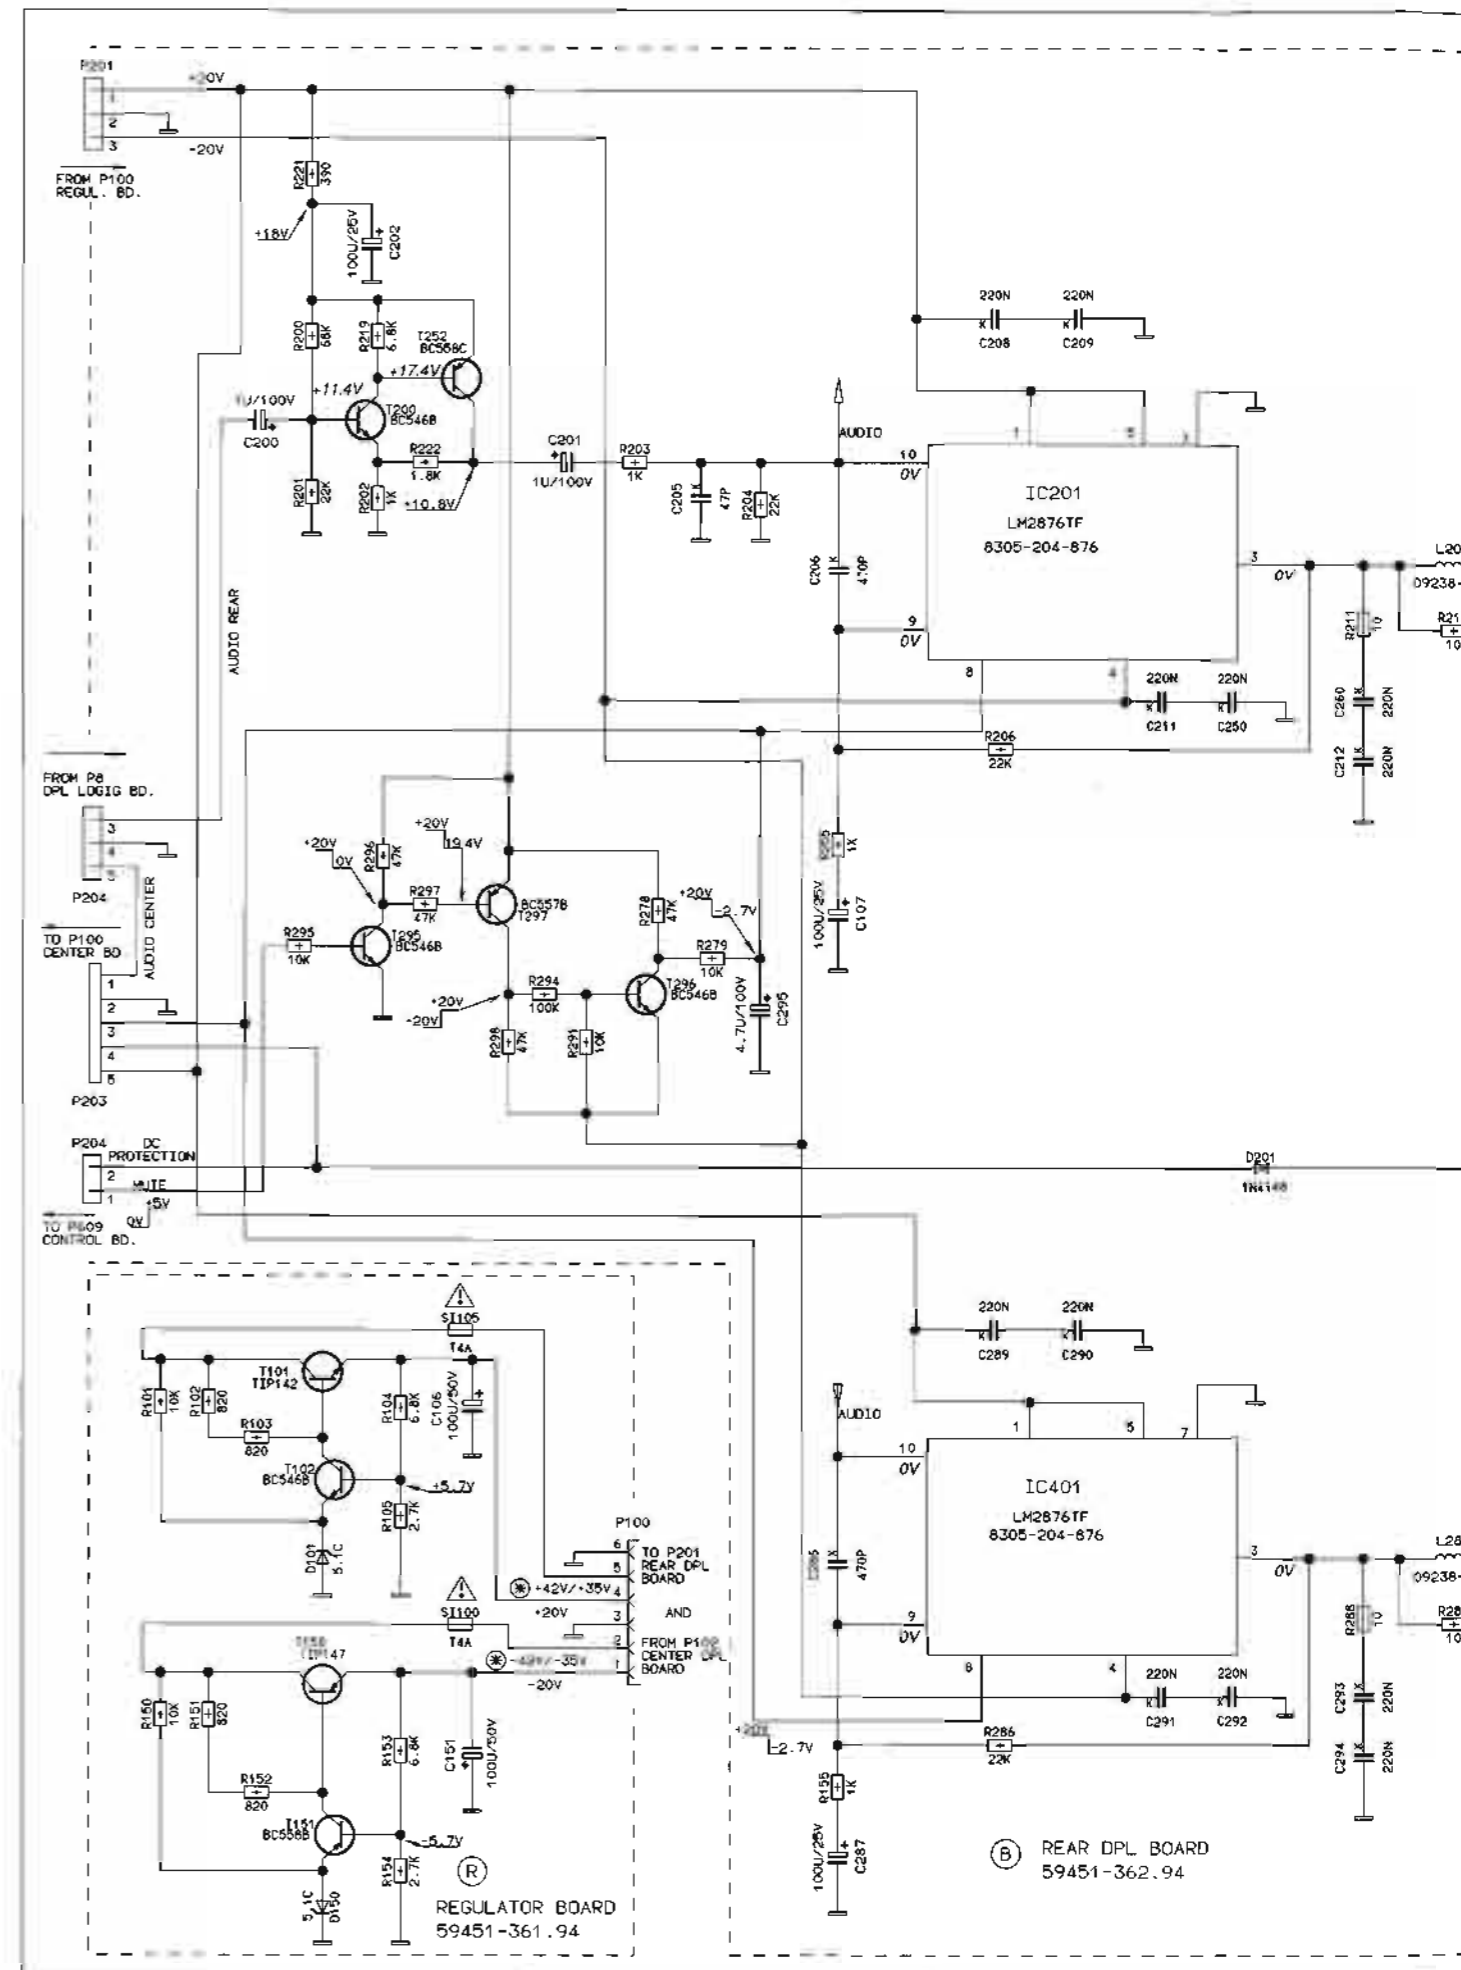 P201
+20V
1
2
3
-20V
FROM P100
REGUL. BD.
R221
390
+18V
100U/25V
C202
R200
68K
R219
6.8K
T252
BC558C
+17.4V
+11.4V
1U/100V
C200
T200
BC546B
R222
1.8K
R201
22K
R202
1K
+10.8V
C201
1U/100V
R203
1K
C205
47P
R204
22K
AUDIO
220N
220N
C208
C209
1
7
10
0V
IC201
LM2876TF
8305-204-876
C206
470P
9
0V
8
4
3
0V
L20
09238-
R211
10
R21
10
220N
220N
C211
C250
C260
220N
C212
220N
R206
22K
AUDIO REAR
FROM P8
DPL LOGIG BD.
3
4
5
P204
AUDIO CENTER
TO P100
CENTER BD
1
2
3
4
5
P203
+20V
0V
R296
47K
+20V
19.4V
R297
47K
BC557B
T297
R295
10K
T295
BC546B
R278
47K
+20V
-2.7V
R279
10K
R294
100K
T296
BC546B
+20V
-20V
R298
47K
R291
10K
4.7U/100V
C295
1K
100U/25V
C107
P204
DC
PROTECTION
2
MUTE
1
+5V
0V
TO P609
CONTROL BD.
D201
1N4148
SI105
T4A
T101
TIP142
R101
10K
R102
820
R103
820
R104
6.8K
C106
100U/50V
T102
BC546B
+5.7V
R105
2.7K
D101
5.1C
P100
6
5
4
3
2
1
TO P201
REAR DPL
BOARD
AND
FROM P102
CENTER DPL
BOARD
+42V/+35V
+20V
-42V/-35V
-20V
SI100
T4A
T150
TIP147
R150
10K
R151
820
R152
820
R153
6.8K
C151
100U/50V
T151
BC558B
-5.7V
R154
2.7K
5.1C
D150
R
REGULATOR BOARD
59451-361.94
220N
220N
C289
C290
AUDIO
1
5
7
10
0V
IC401
LM2876TF
8305-204-876
470P
9
0V
8
4
3
0V
L28
09238-
R288
10
R28
10
220N
220N
C291
C292
C293
220N
C294
220N
+20V
-2.7V
R286
22K
R155
1K
100U/25V
C287
B
REAR DPL BOARD
59451-362.94